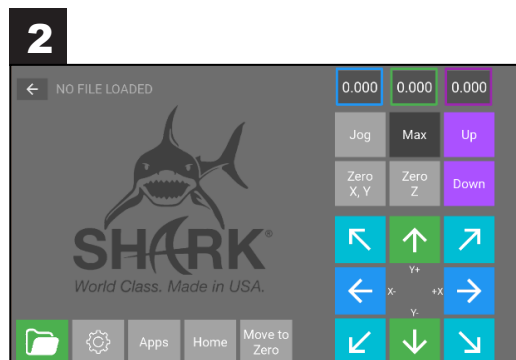 2
NO FILE LOADED
0.000 0.000 0.000
Jog Max Up
Zero X, Y
Zero Z
Down
SHARK®
World Class. Made in USA.
Y+
X- +X
Y-
Apps Home
Move to Zero